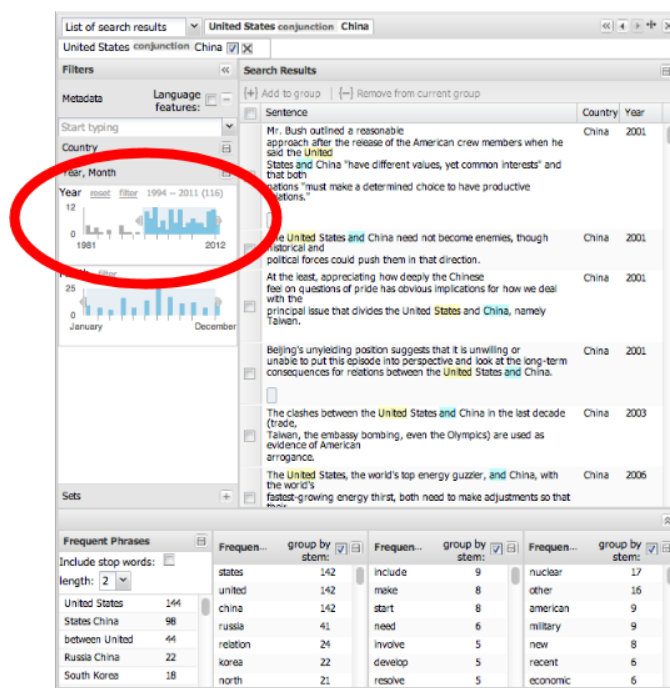 List of search results United States conjunction China
United States conjunction China
Filters
Search Results
Metadata Language features:
{+} Add to group | {−} Remove from current group
Sentence Country Year
Start typing
Country
Year, Month
Year reset filter 1994 – 2011 (116)
12
0
1981 2012
filter
25
0
January December
Sets
Mr. Bush outlined a reasonable China 2001
approach after the release of the American crew members when he
said the United
States and China "have different values, yet common interests" and
that both
nations "must make a determined choice to have productive
relations."
The United States and China need not become enemies, though China 2001
historical and
political forces could push them in that direction.
At the least, appreciating how deeply the Chinese China 2001
feel on questions of pride has obvious implications for how we deal
with the
principal issue that divides the United States and China, namely
Taiwan.
Beijing's unyielding position suggests that it is unwilling or China 2001
unable to put this episode into perspective and look at the long-term
consequences for relations between the United States and China.
The clashes between the United States and China in the last decade China 2003
(trade,
Taiwan, the embassy bombing, even the Olympics) are used as
evidence of American
arrogance.
The United States, the world's top energy guzzler, and China, with China 2006
the world's
fastest-growing energy thirst, both need to make adjustments so that
Frequent Phrases
Include stop words:
length: 2
United States 144
States China 98
between United 44
Russia China 22
South Korea 18
Frequen... group by stem:
states 142
united 142
china 142
russia 41
relation 24
korea 22
north 21
Frequen... group by stem:
include 9
make 8
start 8
need 6
involve 5
develop 5
resolve 5
Frequen... group by stem:
nuclear 17
other 16
american 9
military 9
new 8
recent 6
economic 6